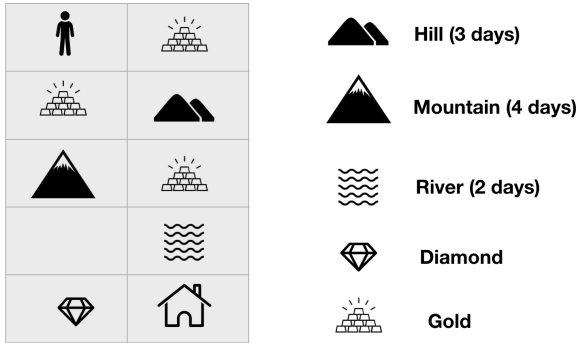 Hill (3 days)
Mountain (4 days)
River (2 days)
Diamond
Gold